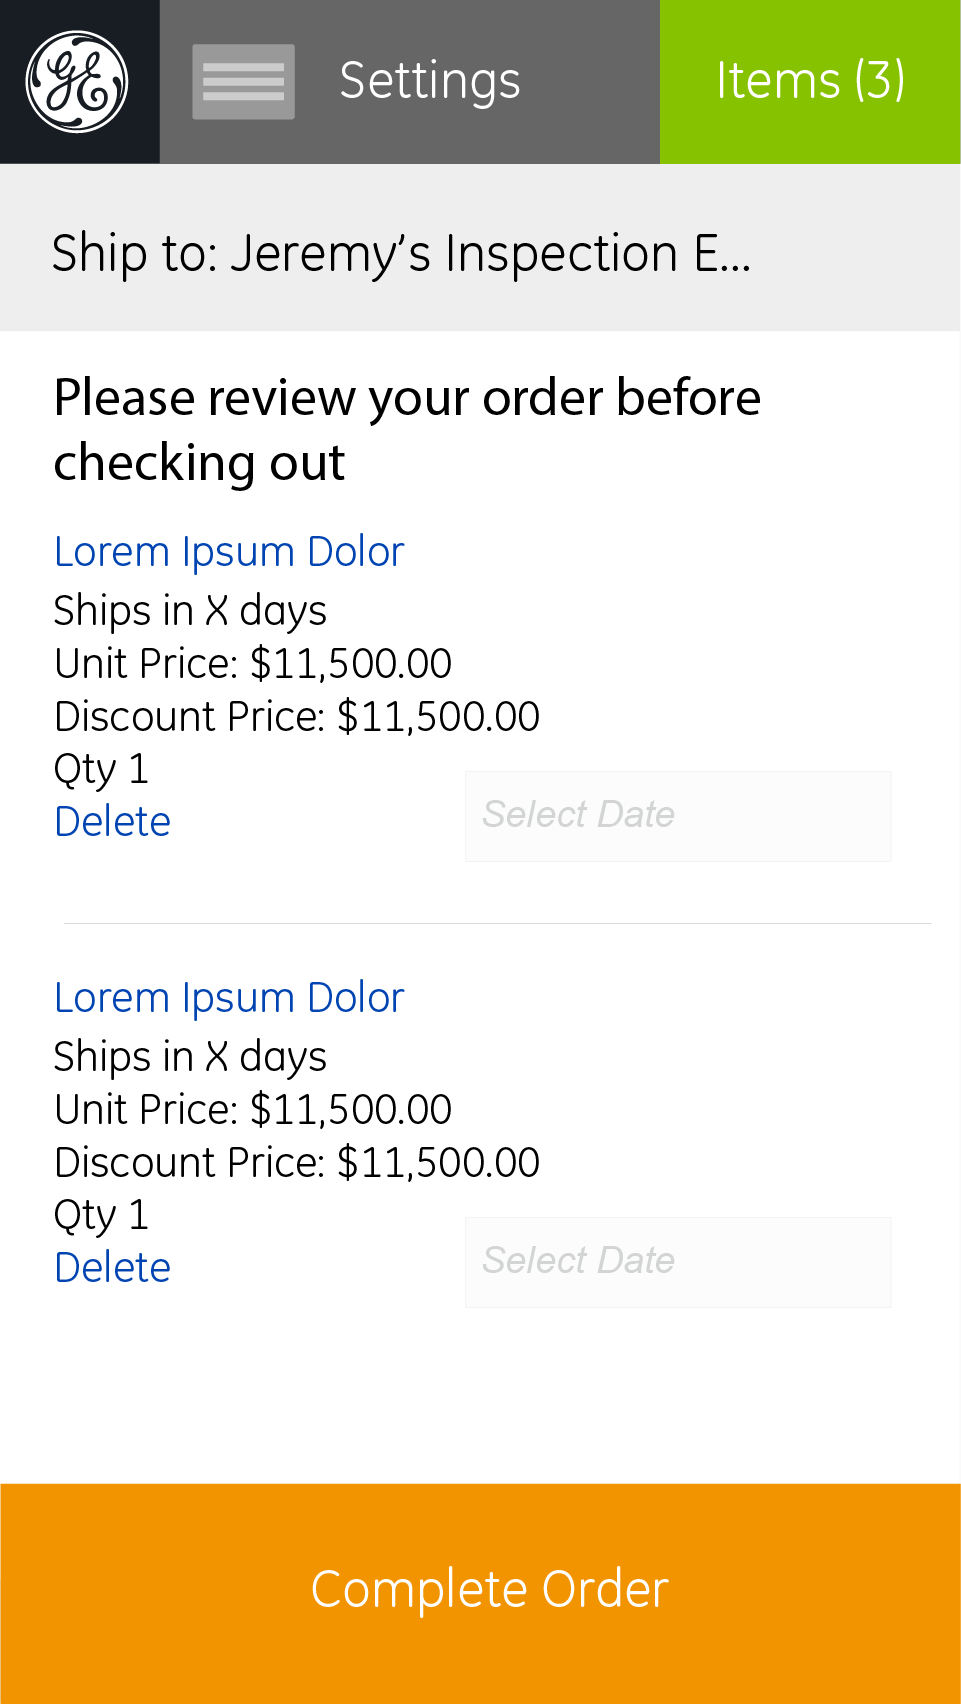 GE
Settings
Items (3)
Ship to: Jeremy’s Inspection E...
Please review your order before
checking out
Lorem Ipsum Dolor
Ships in X days
Unit Price: $11,500.00
Discount Price: $11,500.00
Qty 1
Delete
Select Date
Lorem Ipsum Dolor
Ships in X days
Unit Price: $11,500.00
Discount Price: $11,500.00
Qty 1
Delete
Select Date
Complete Order